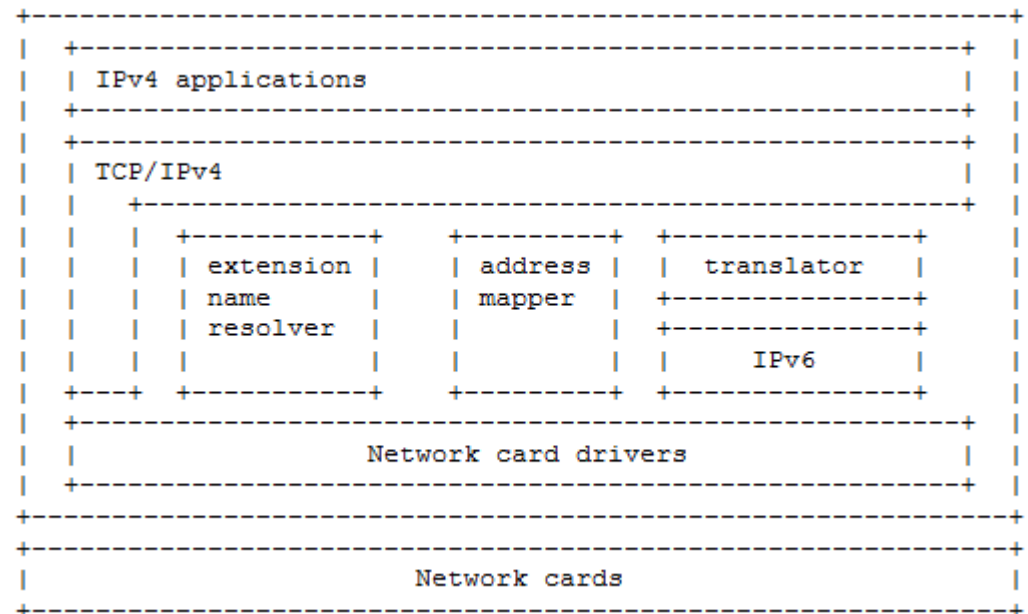 IPv4 applications
TCP/IPv4
extension address translator
name mapper
resolver
IPv6
Network card drivers
Network cards